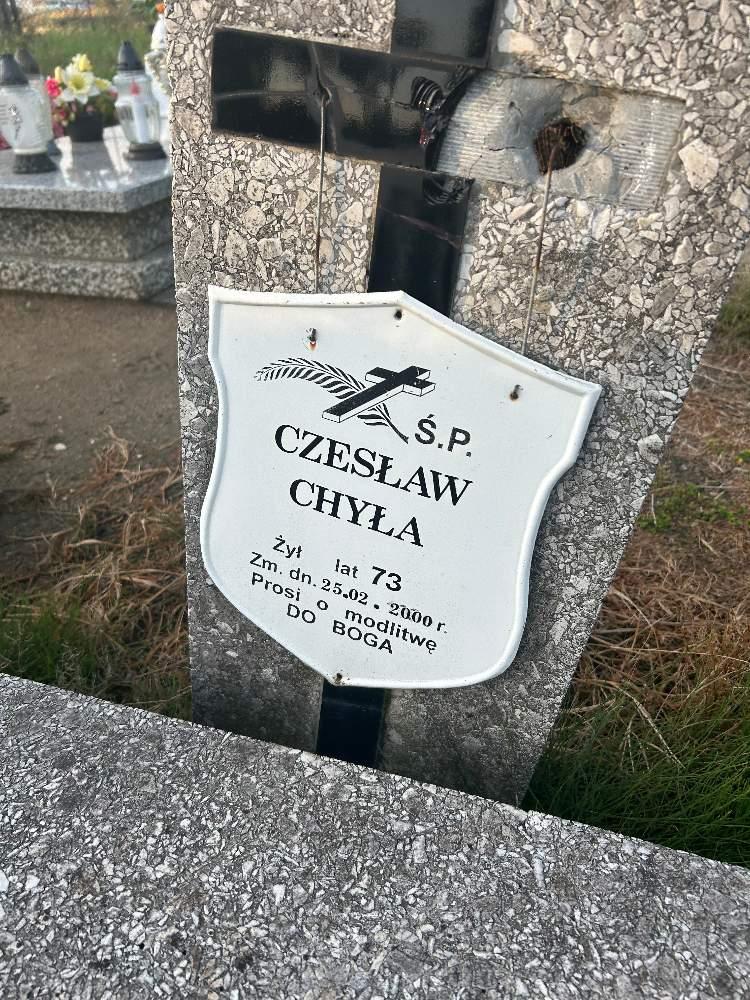 Ś.P.
CZESŁAW
CHYŁA
Żył lat 73
Zm. dn. 25.02.2000 r.
Prosi o modlitwę
DO BOGA